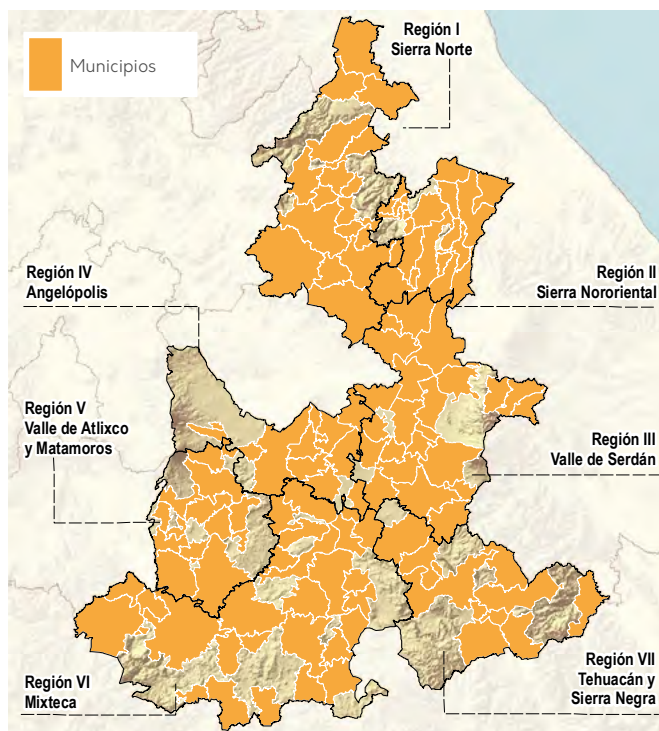 Municipios
Región I
Sierra Norte
Región IV
Angelópolis
Región II
Sierra Nororiental
Región V
Valle de Atlixco
y Matamoros
Región III
Valle de Serdán
Región VI
Mixteca
Región VII
Tehuacán y
Sierra Negra